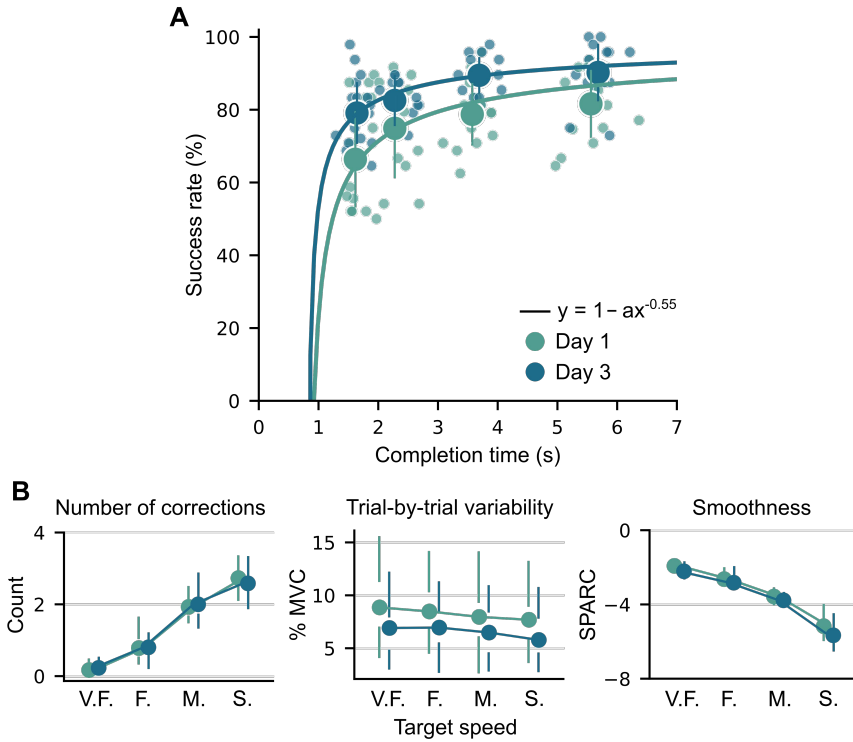 A
100
80
60
40
20
0
Success rate (%)
y = 1 – ax^-0.55
Day 1
Day 3
0 1 2 3 4 5 6 7
Completion time (s)
B
Number of corrections
4
2
0
Count
V.F. F. M. S.
Trial-by-trial variability
15
10
5
% MVC
V.F. F. M. S.
Target speed
Smoothness
0
−4
−8
SPARC
V.F. F. M. S.